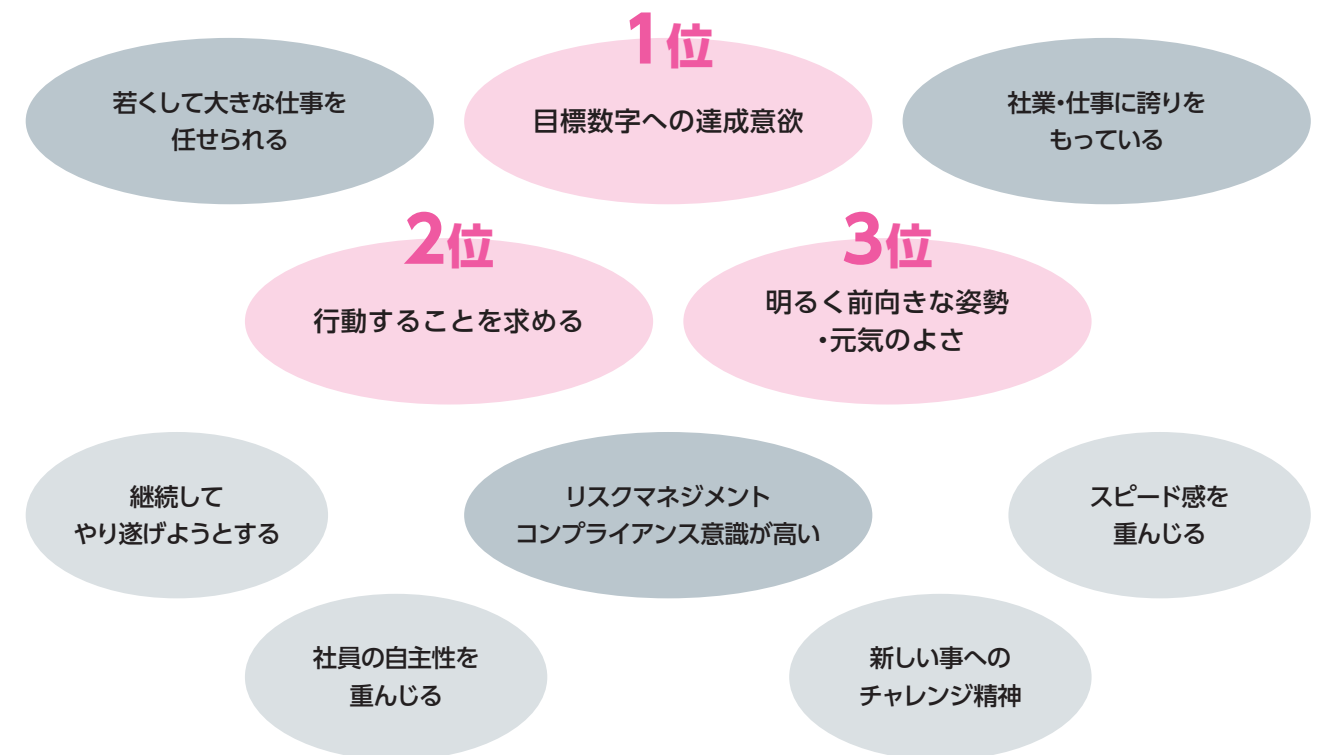 1位
目標数字への達成意欲
若くして大きな仕事を
任せられる
社業・仕事に誇りを
もっている
2位
行動することを求める
3位
明るく前向きな姿勢
・元気のよさ
継続して
やり遂げようとする
リスクマネジメント
コンプライアンス意識が高い
スピード感を
重んじる
社員の自主性を
重んじる
新しい事への
チャレンジ精神